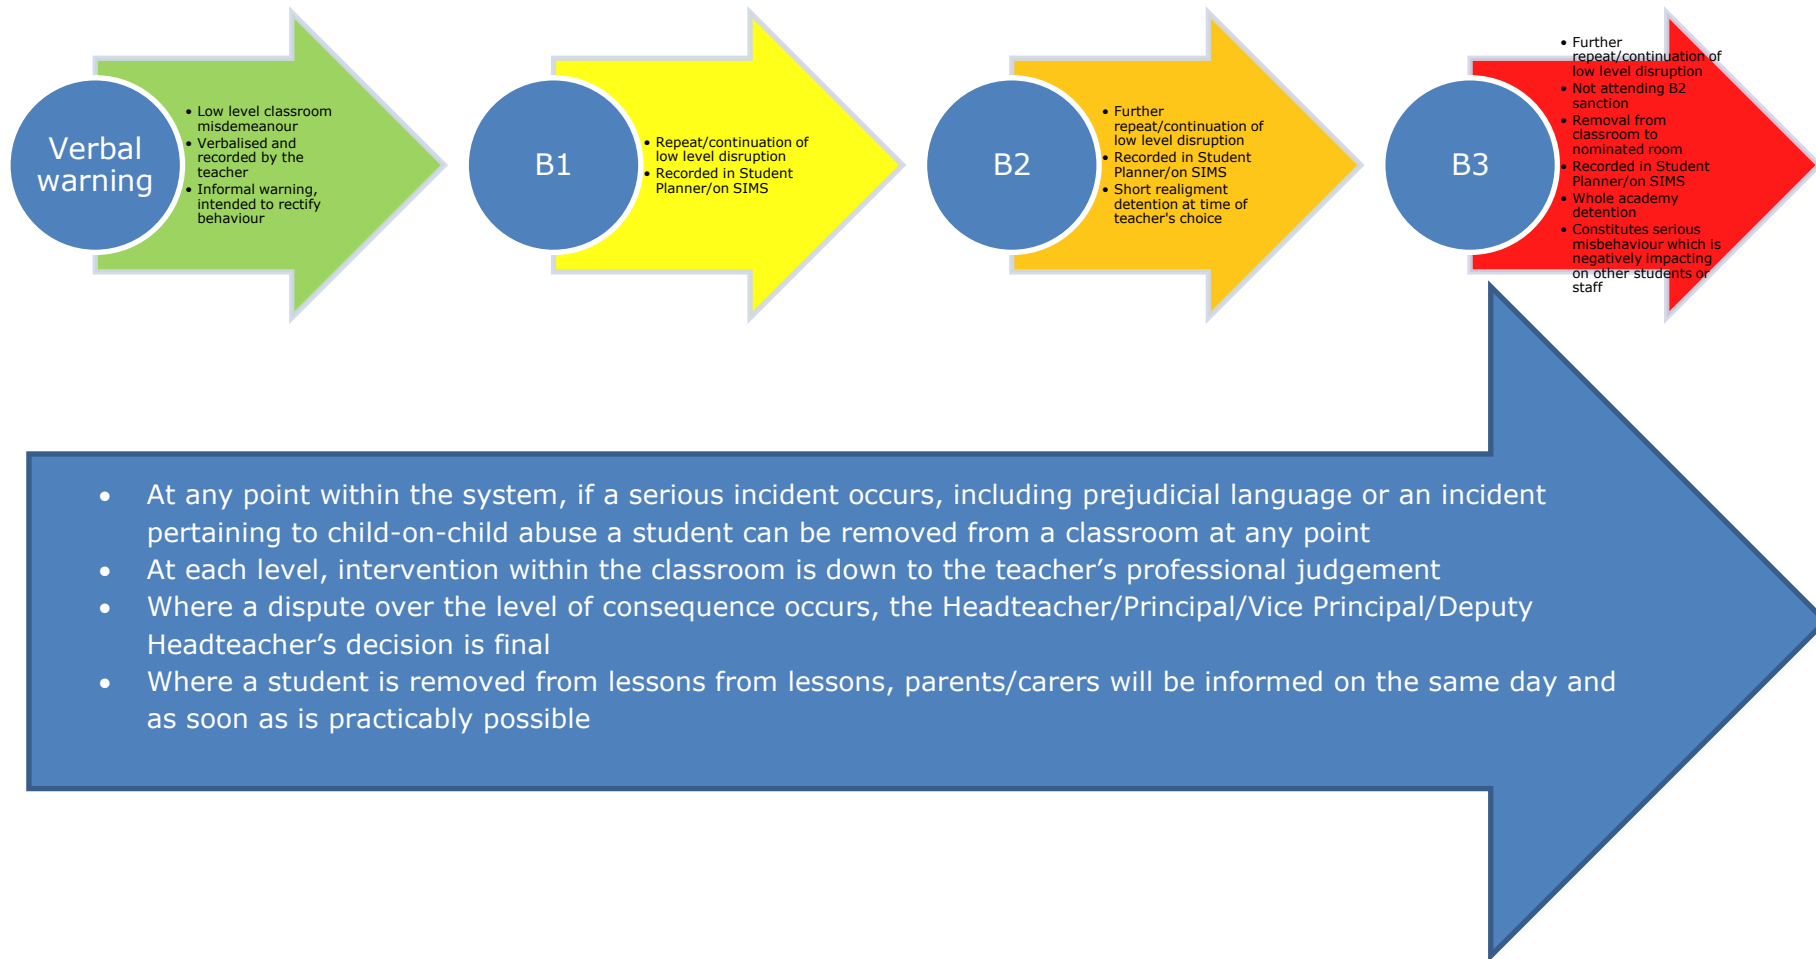 Verbal
warning
• Low level classroom
misdemeanour
• Verbalised and
recorded by the
teacher
• Informal warning,
intended to rectify
behaviour
B1
• Repeat/continuation of
low level disruption
• Recorded in Student
Planner/on SIMS
B2
• Further
repeat/continuation of
low level disruption
• Recorded in Student
Planner/on SIMS
• Short realigment
detention at time of
teacher's choice
B3
• Further
repeat/continuation of
low level disruption
• Not attending B2
sanction
• Removal from
classroom to
nominated room
• Recorded in Student
Planner/on SIMS
• Whole academy
detention
• Constitutes serious
misbehaviour which is
negatively impacting
on other students or
staff
• At any point within the system, if a serious incident occurs, including prejudicial language or an incident
pertaining to child-on-child abuse a student can be removed from a classroom at any point
• At each level, intervention within the classroom is down to the teacher’s professional judgement
• Where a dispute over the level of consequence occurs, the Headteacher/Principal/Vice Principal/Deputy
Headteacher’s decision is final
• Where a student is removed from lessons from lessons, parents/carers will be informed on the same day and
as soon as is practicably possible